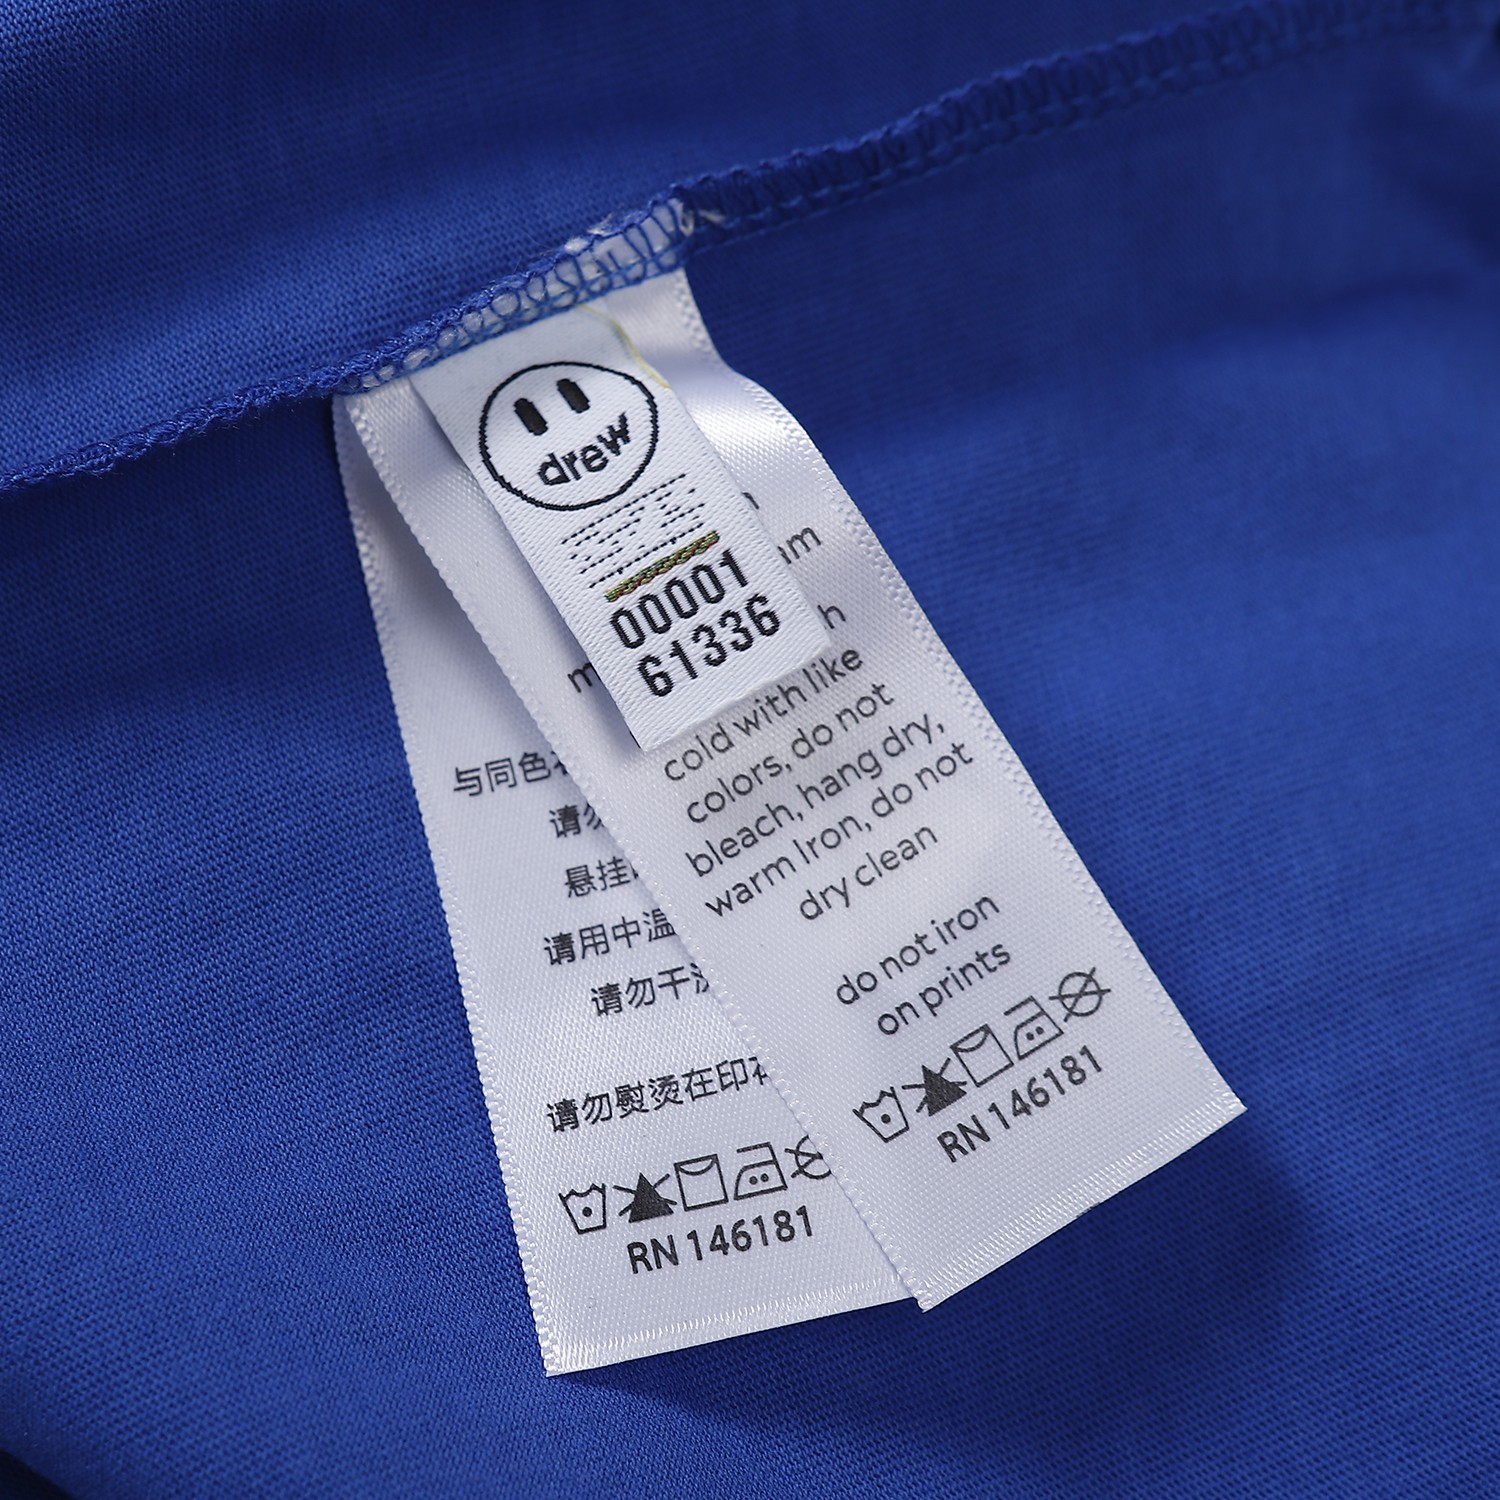 drew
00001
61336
cold with like
colors, do not
bleach, hang dry,
warm Iron, do not
dry clean
do not iron
on prints
RN 146181
与同色
请勿
悬挂
请用中温
请勿干
请勿熨烫在印
RN 146181